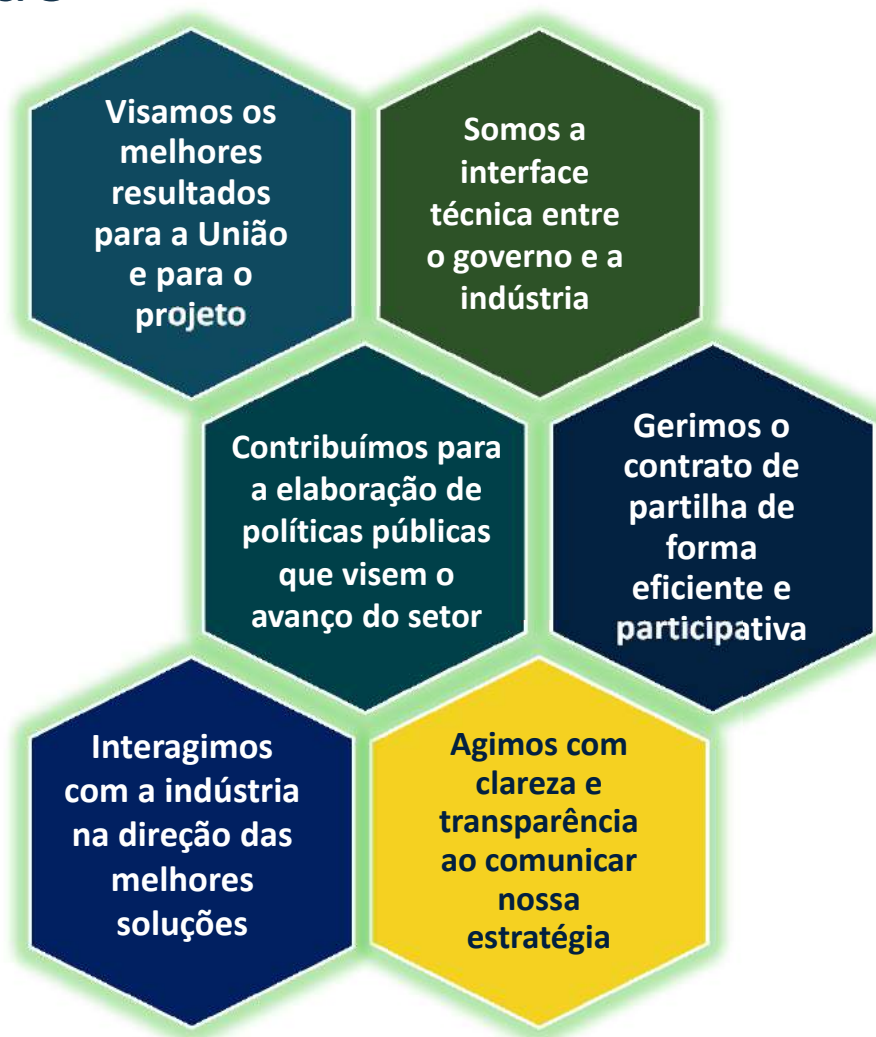 Visamos os
melhores
resultados
para a União
e para o
projeto
Somos a
interface
técnica entre
o governo e a
indústria
Contribuímos para
a elaboração de
políticas públicas
que visem o
avanço do setor
Gerimos o
contrato de
partilha de
forma
eficiente e
participativa
Interagimos
com a indústria
na direção das
melhores
soluções
Agimos com
clareza e
transparência
ao comunicar
nossa
estratégia